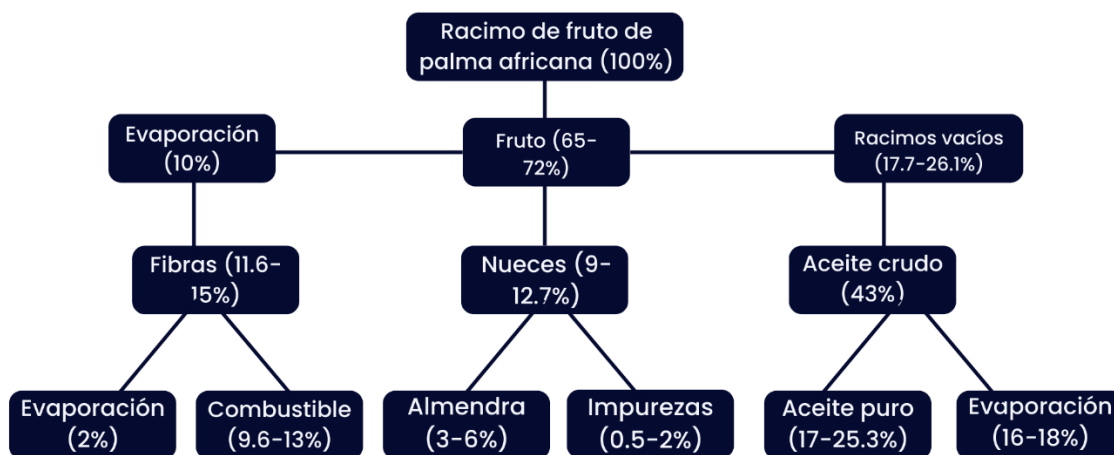 Racimo de fruto de
palma africana (100%)
Evaporación
(10%)
Fruto (65-
72%)
Racimos vacíos
(17.7-26.1%)
Fibras (11.6-
15%)
Nueces (9-
12.7%)
Aceite crudo
(43%)
Evaporación
(2%)
Combustible
(9.6-13%)
Almendra
(3-6%)
Impurezas
(0.5-2%)
Aceite puro
(17-25.3%)
Evaporación
(16-18%)